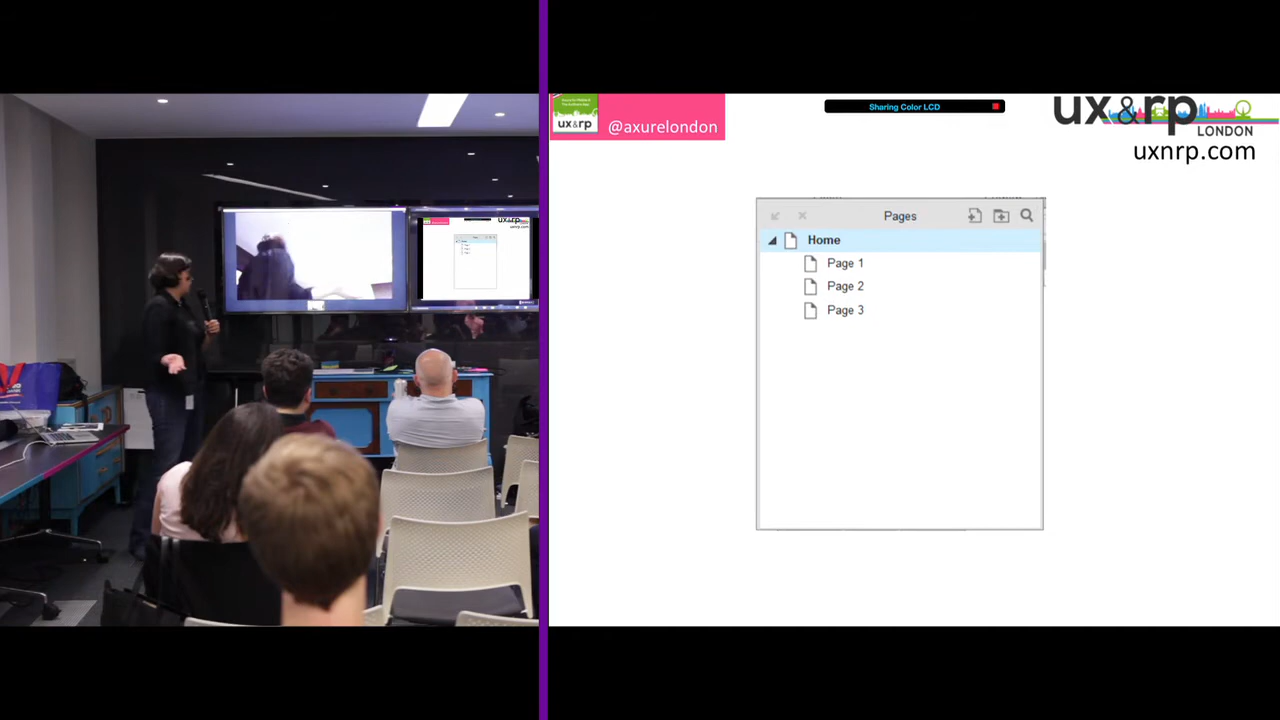 ux&rp
@axurelondon
Sharing Color LCD
ux&rp
LONDON
uxnrp.com
Pages
Home
Page 1
Page 2
Page 3